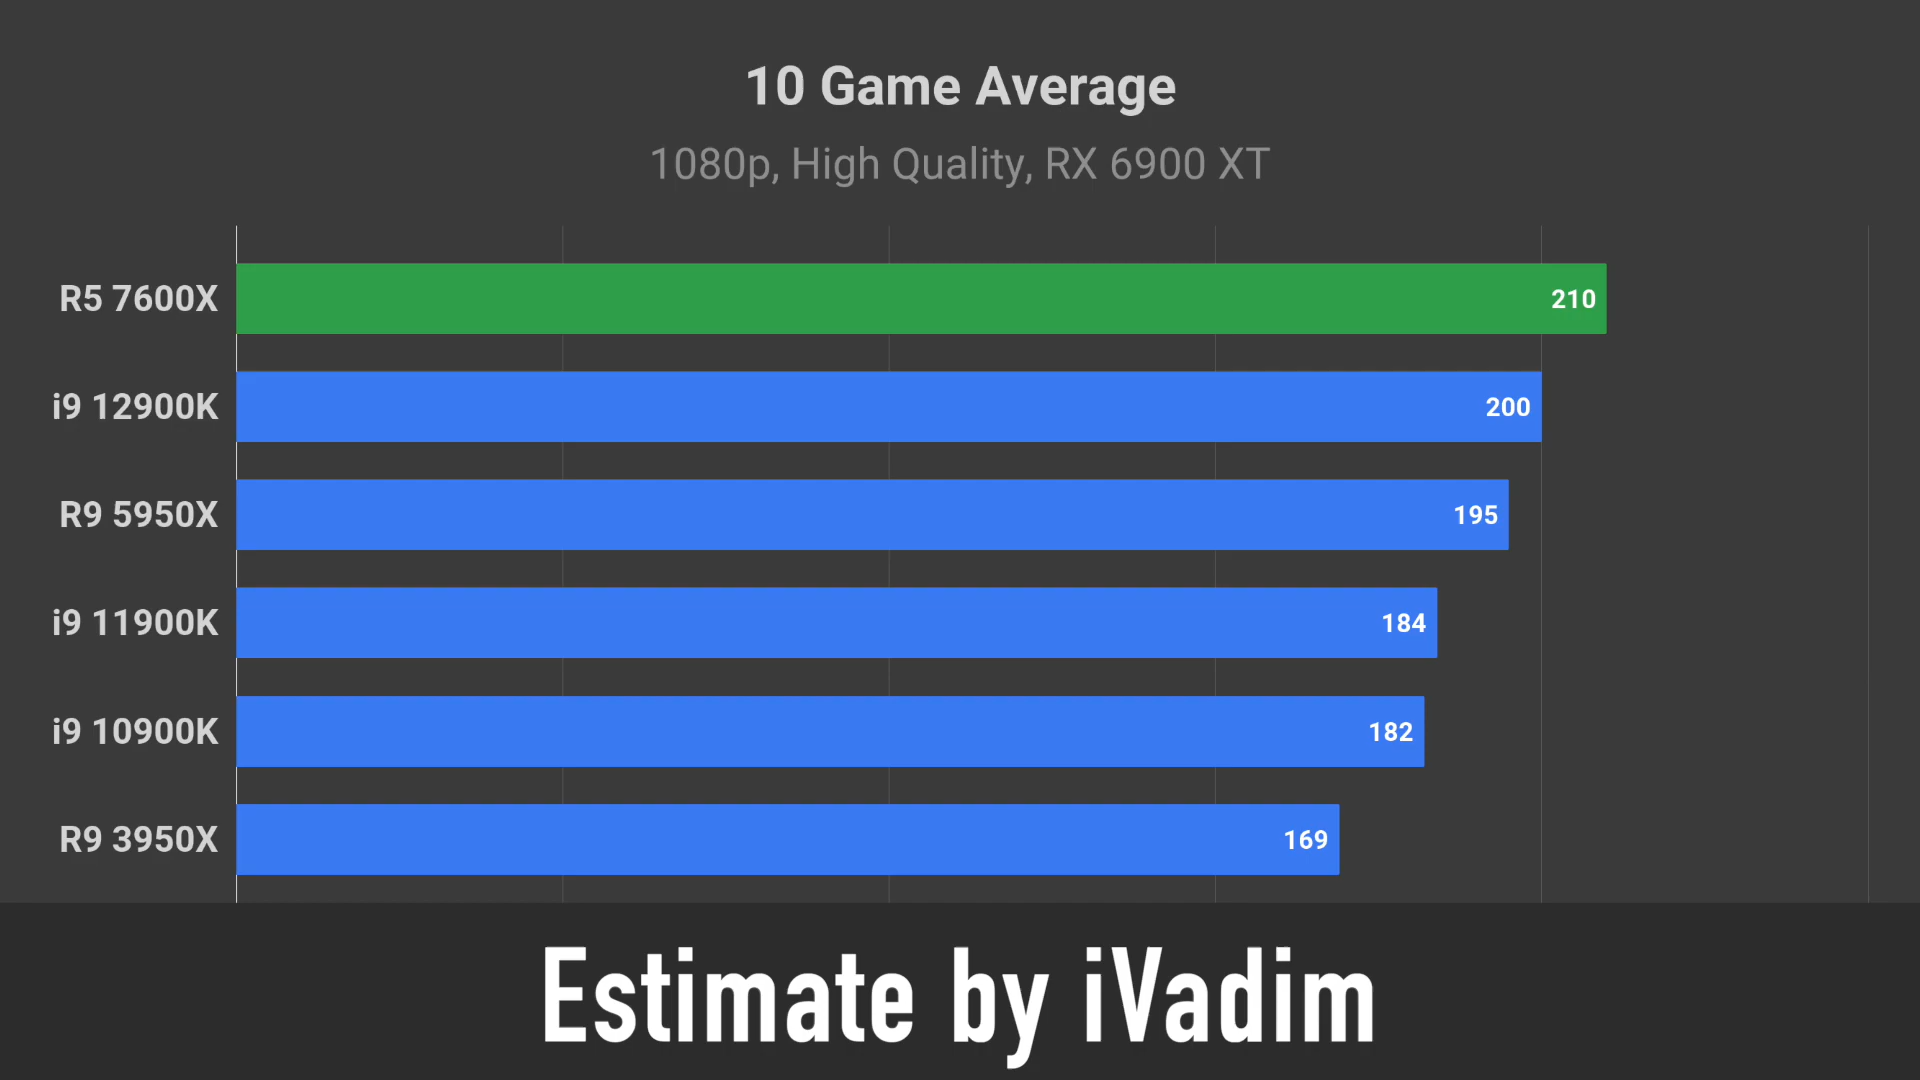 10 Game Average
1080p, High Quality, RX 6900 XT
R5 7600X 210
i9 12900K 200
R9 5950X 195
i9 11900K 184
i9 10900K 182
R9 3950X 169
Estimate by iVadim